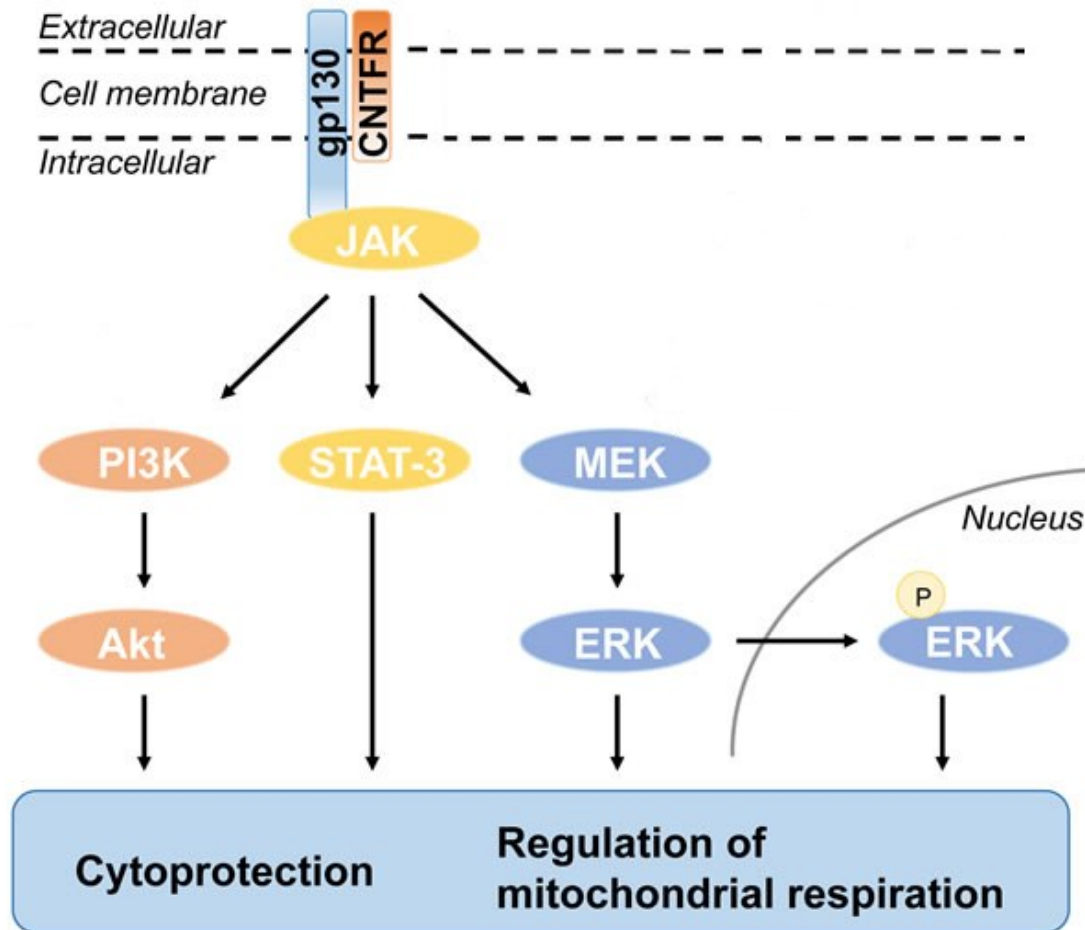 Extracellular
Cell membrane
Intracellular
gp130
CNTFR
JAK
PI3K
STAT-3
MEK
Nucleus
Akt
ERK
P
ERK
Cytoprotection
Regulation of
mitochondrial respiration